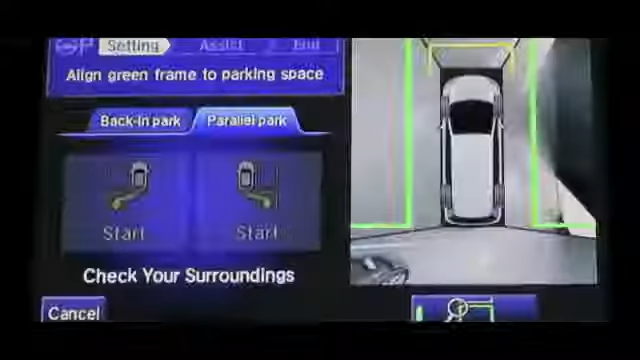 Setting Assist End
Align green frame to parking space
Back-in park Parallel park
Start Start
Check Your Surroundings
Cancel